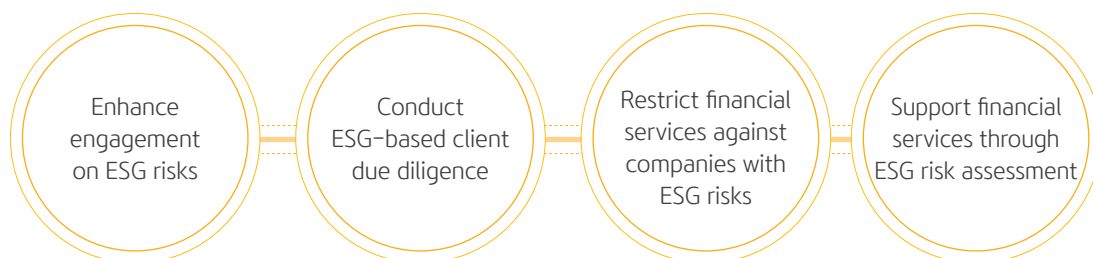 Enhance
engagement
on ESG risks
Conduct
ESG-based client
due diligence
Restrict financial
services against
companies with
ESG risks
Support financial
services through
ESG risk assessment